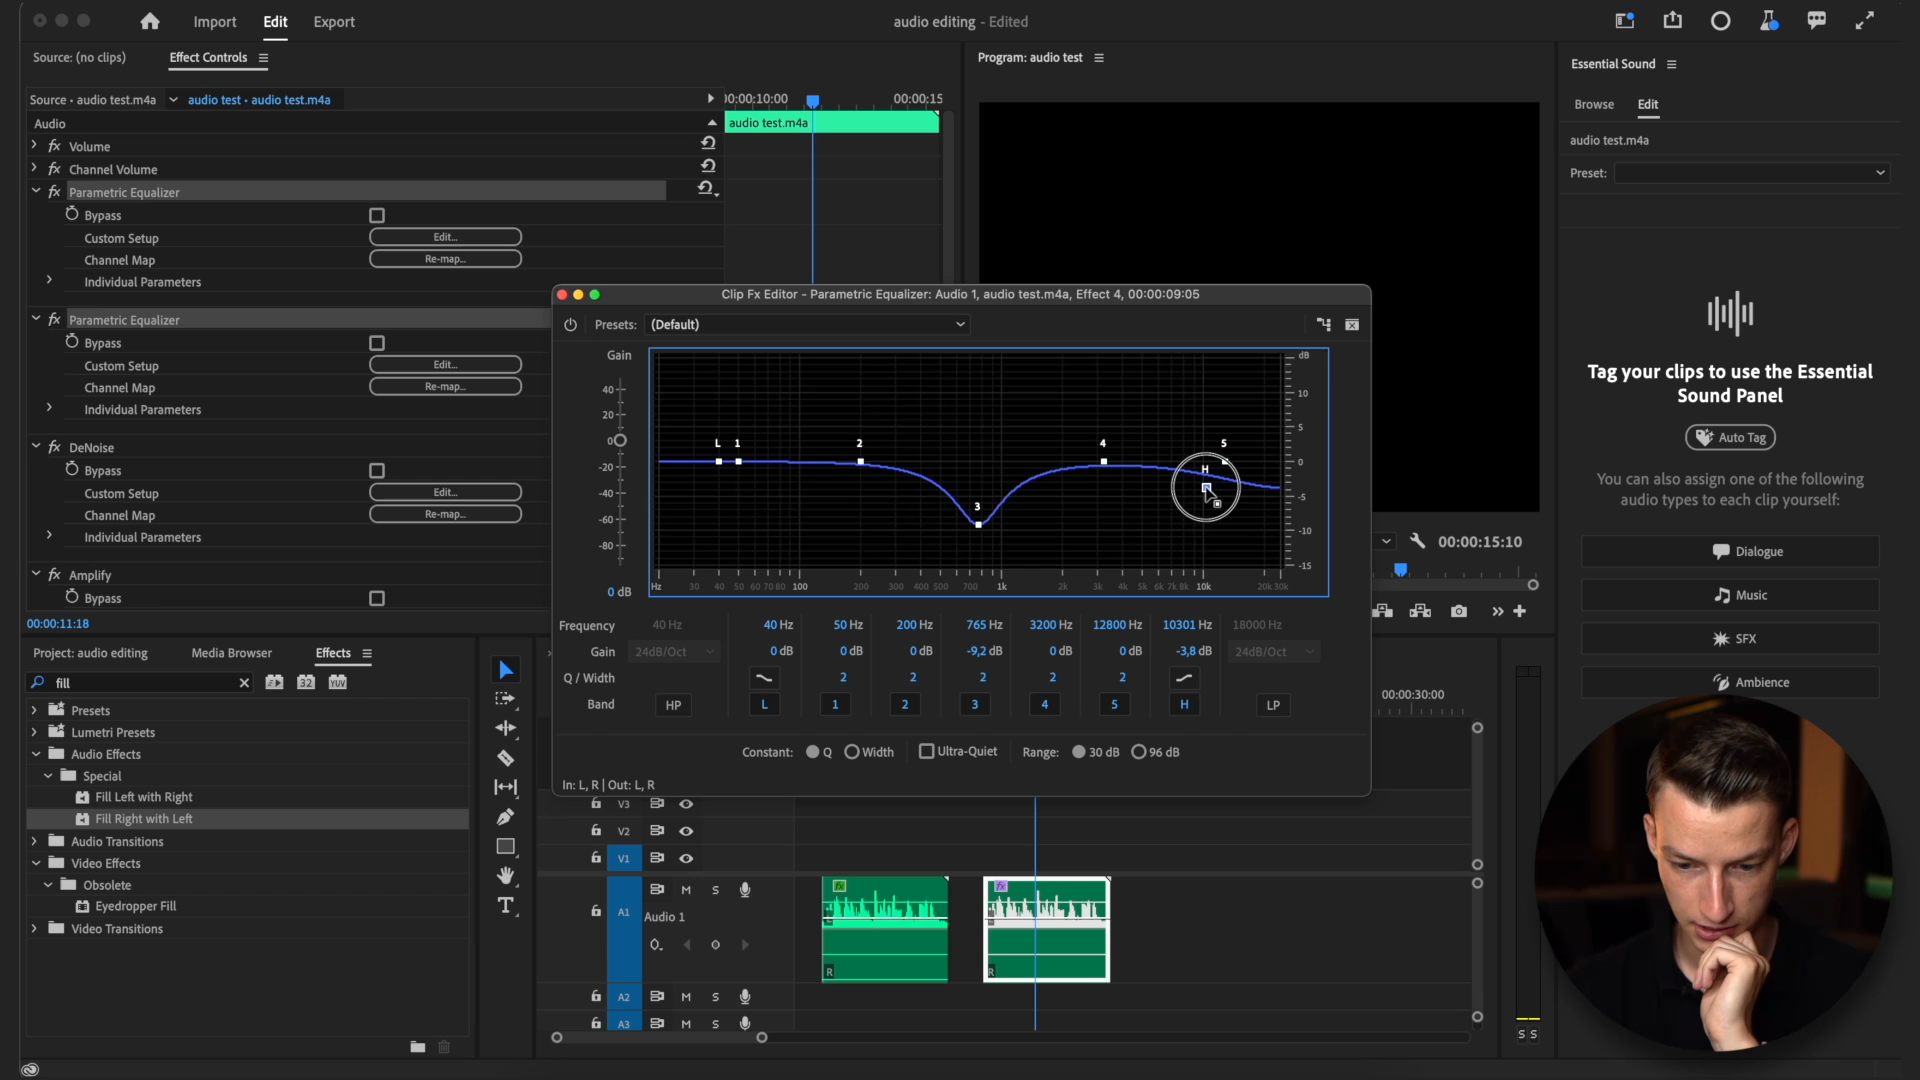 Import Edit Export
audio editing - Edited
Source: (no clips) Effect Controls
Source • audio test.m4a audio test • audio test.m4a
00:00:10:00 00:00:15
audio test.m4a
Audio
fx Volume
fx Channel Volume
fx Parametric Equalizer
Bypass
Custom Setup Edit...
Channel Map Re-map...
Individual Parameters
fx Parametric Equalizer
Bypass
Custom Setup Edit...
Channel Map Re-map...
Individual Parameters
fx DeNoise
Bypass
Custom Setup Edit...
Channel Map Re-map...
Individual Parameters
fx Amplify
Bypass
00:00:11:18
Program: audio test
00:00:15:10
Clip Fx Editor - Parametric Equalizer: Audio 1, audio test.m4a, Effect 4, 00:00:09:05
Presets: (Default)
Gain
40
20
0
-20
-40
-60
-80
0 dB
L 1 2 3 4 H 5
dB
10
5
0
-5
-10
-15
Hz 30 40 50 60 70 80 100 200 300 400 500 700 1k 2k 3k 4k 5k 6k 7k 8k 10k 20k 30k
Frequency 40 Hz 40 Hz 50 Hz 200 Hz 765 Hz 3200 Hz 12800 Hz 10301 Hz 18000 Hz
Gain 24dB/Oct 0 dB 0 dB 0 dB -9,2 dB 0 dB 0 dB -3,8 dB 24dB/Oct
Q / Width 2 2 2 2 2
Band HP L 1 2 3 4 5 H LP
Constant: Q Width Ultra-Quiet Range: 30 dB 96 dB
In: L, R | Out: L, R
Essential Sound
Browse Edit
audio test.m4a
Preset:
Tag your clips to use the Essential
Sound Panel
Auto Tag
You can also assign one of the following
audio types to each clip yourself:
Dialogue
Music
SFX
Ambience
Project: audio editing Media Browser Effects
fill
32 YUV
Presets
Lumetri Presets
Audio Effects
Special
Fill Left with Right
Fill Right with Left
Audio Transitions
Video Effects
Obsolete
Eyedropper Fill
Video Transitions
00:00:30:00
V3
V2
V1
fx fx
A1 M S
Audio 1
R R
A2 M S
A3 M S
S S